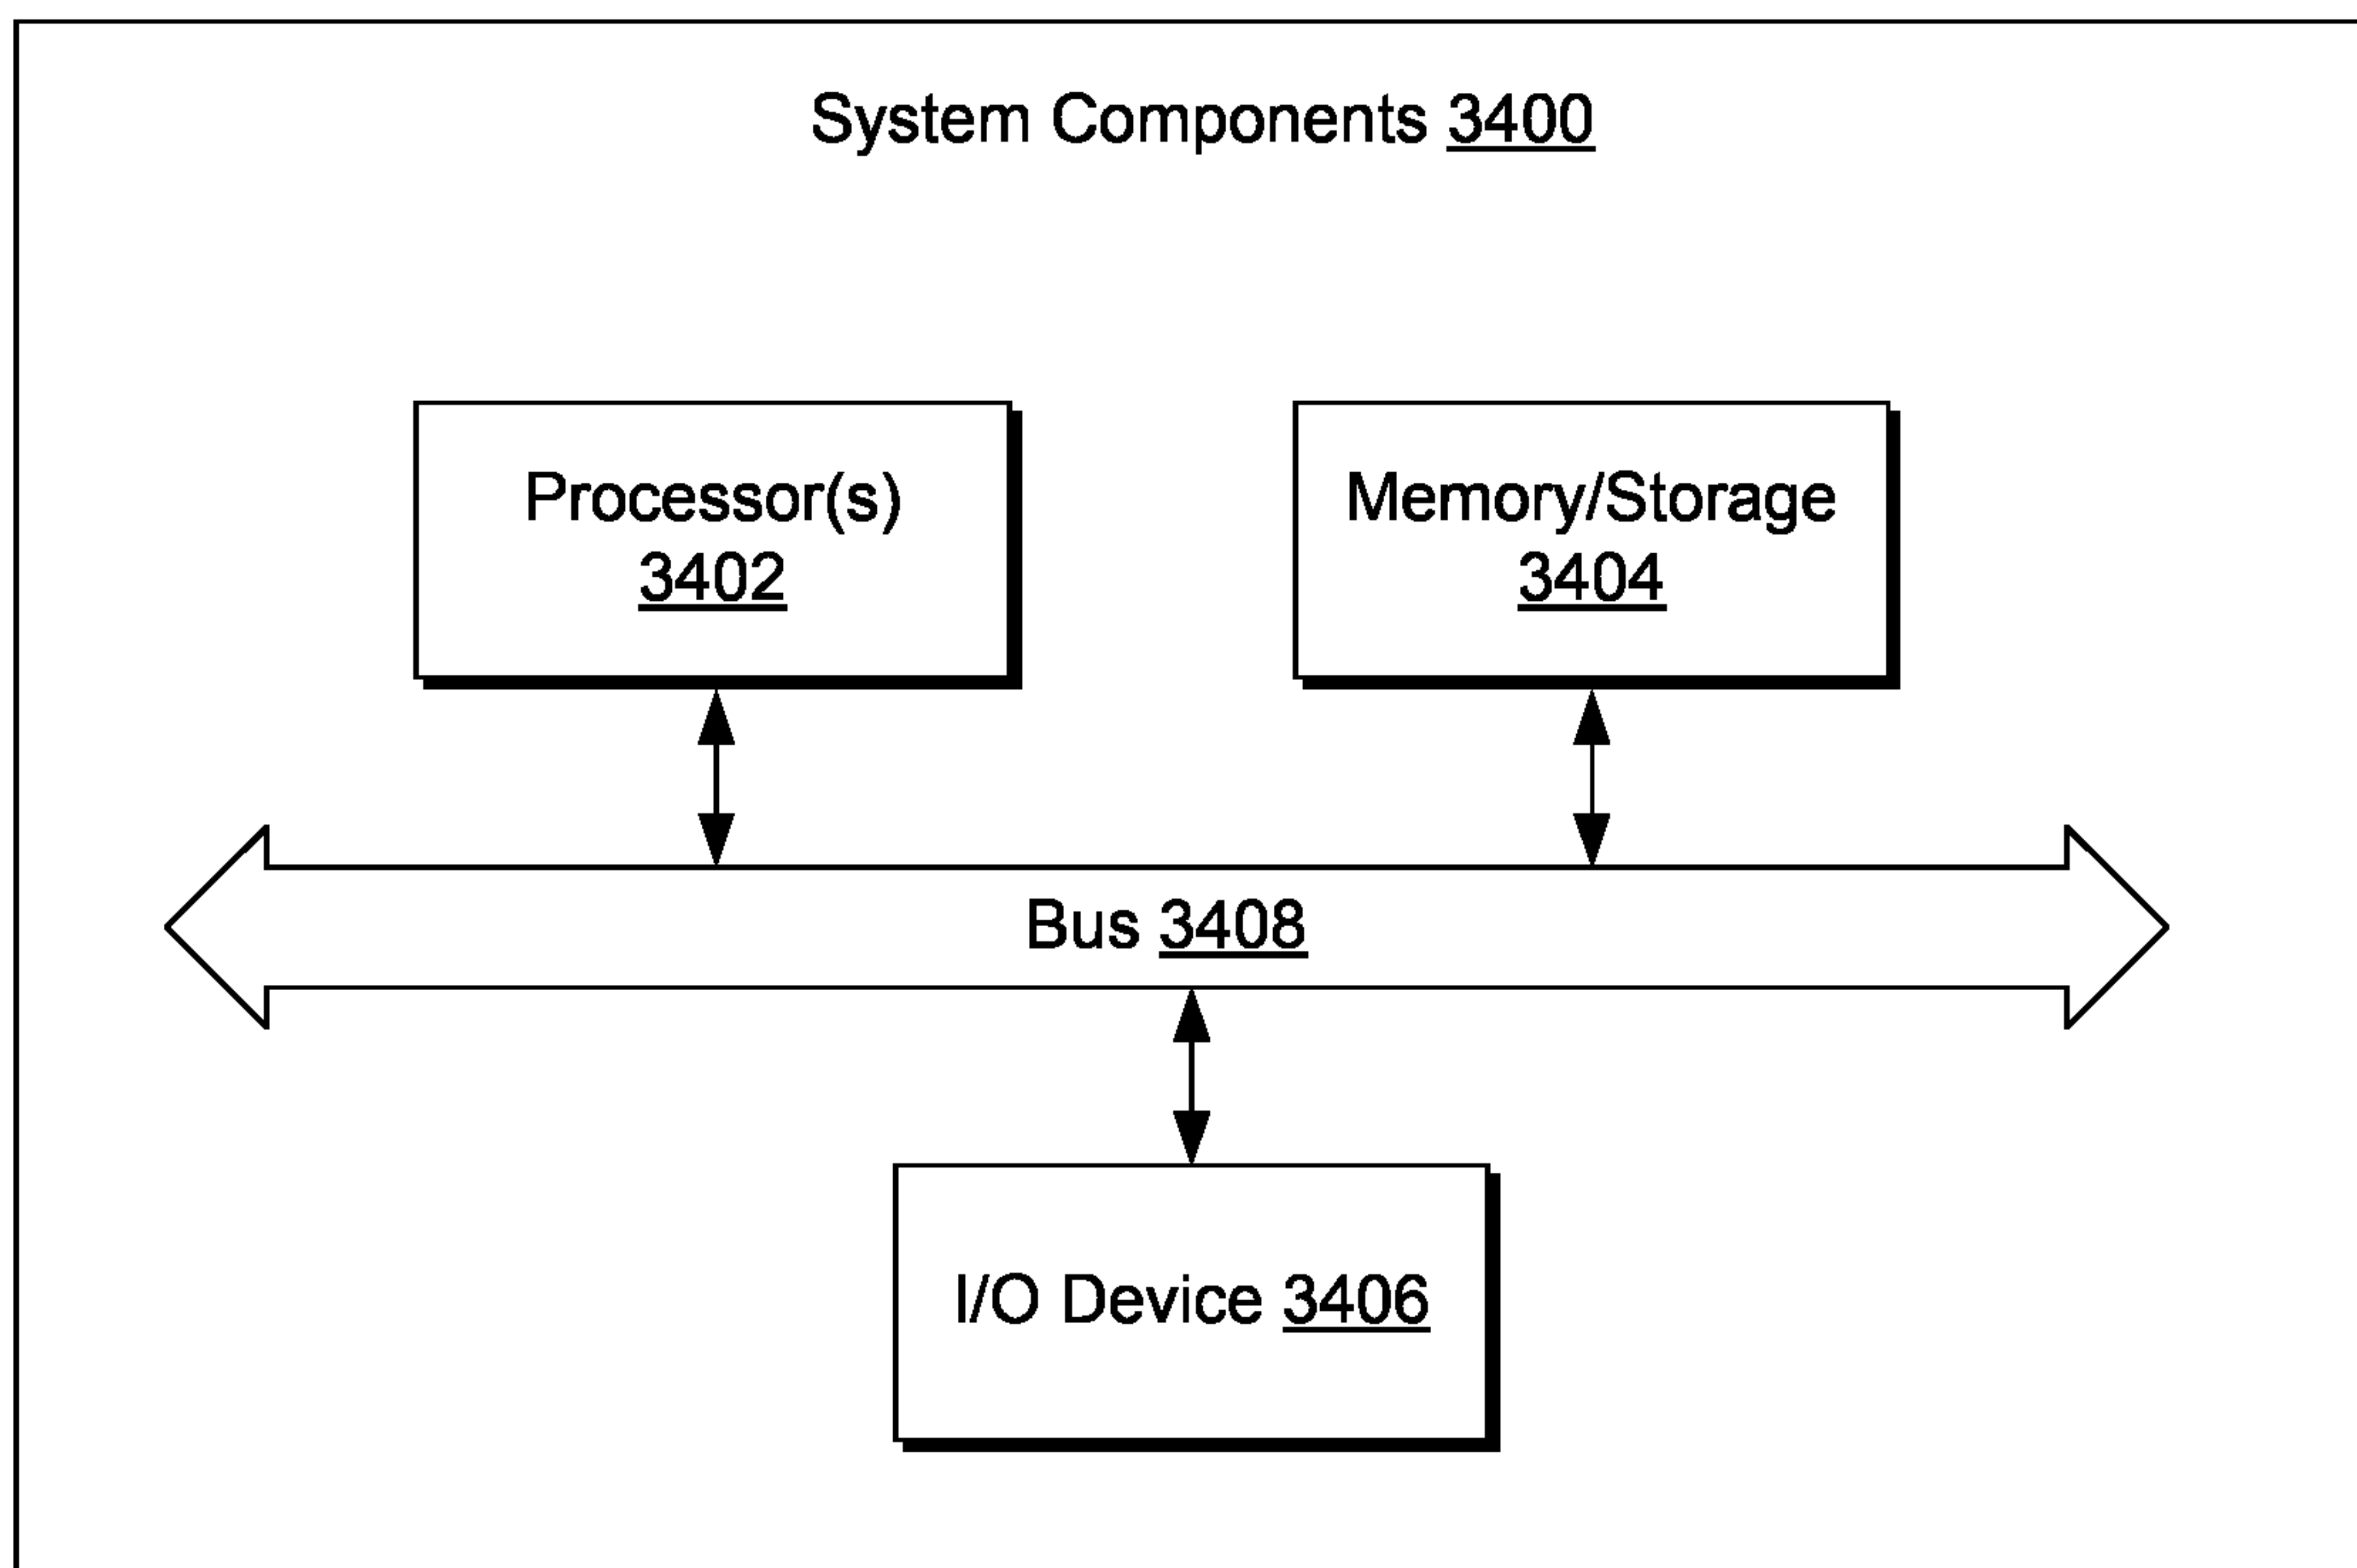 System Components 3400
Processor(s)
3402
Memory/Storage
3404
Bus 3408
I/O Device 3406